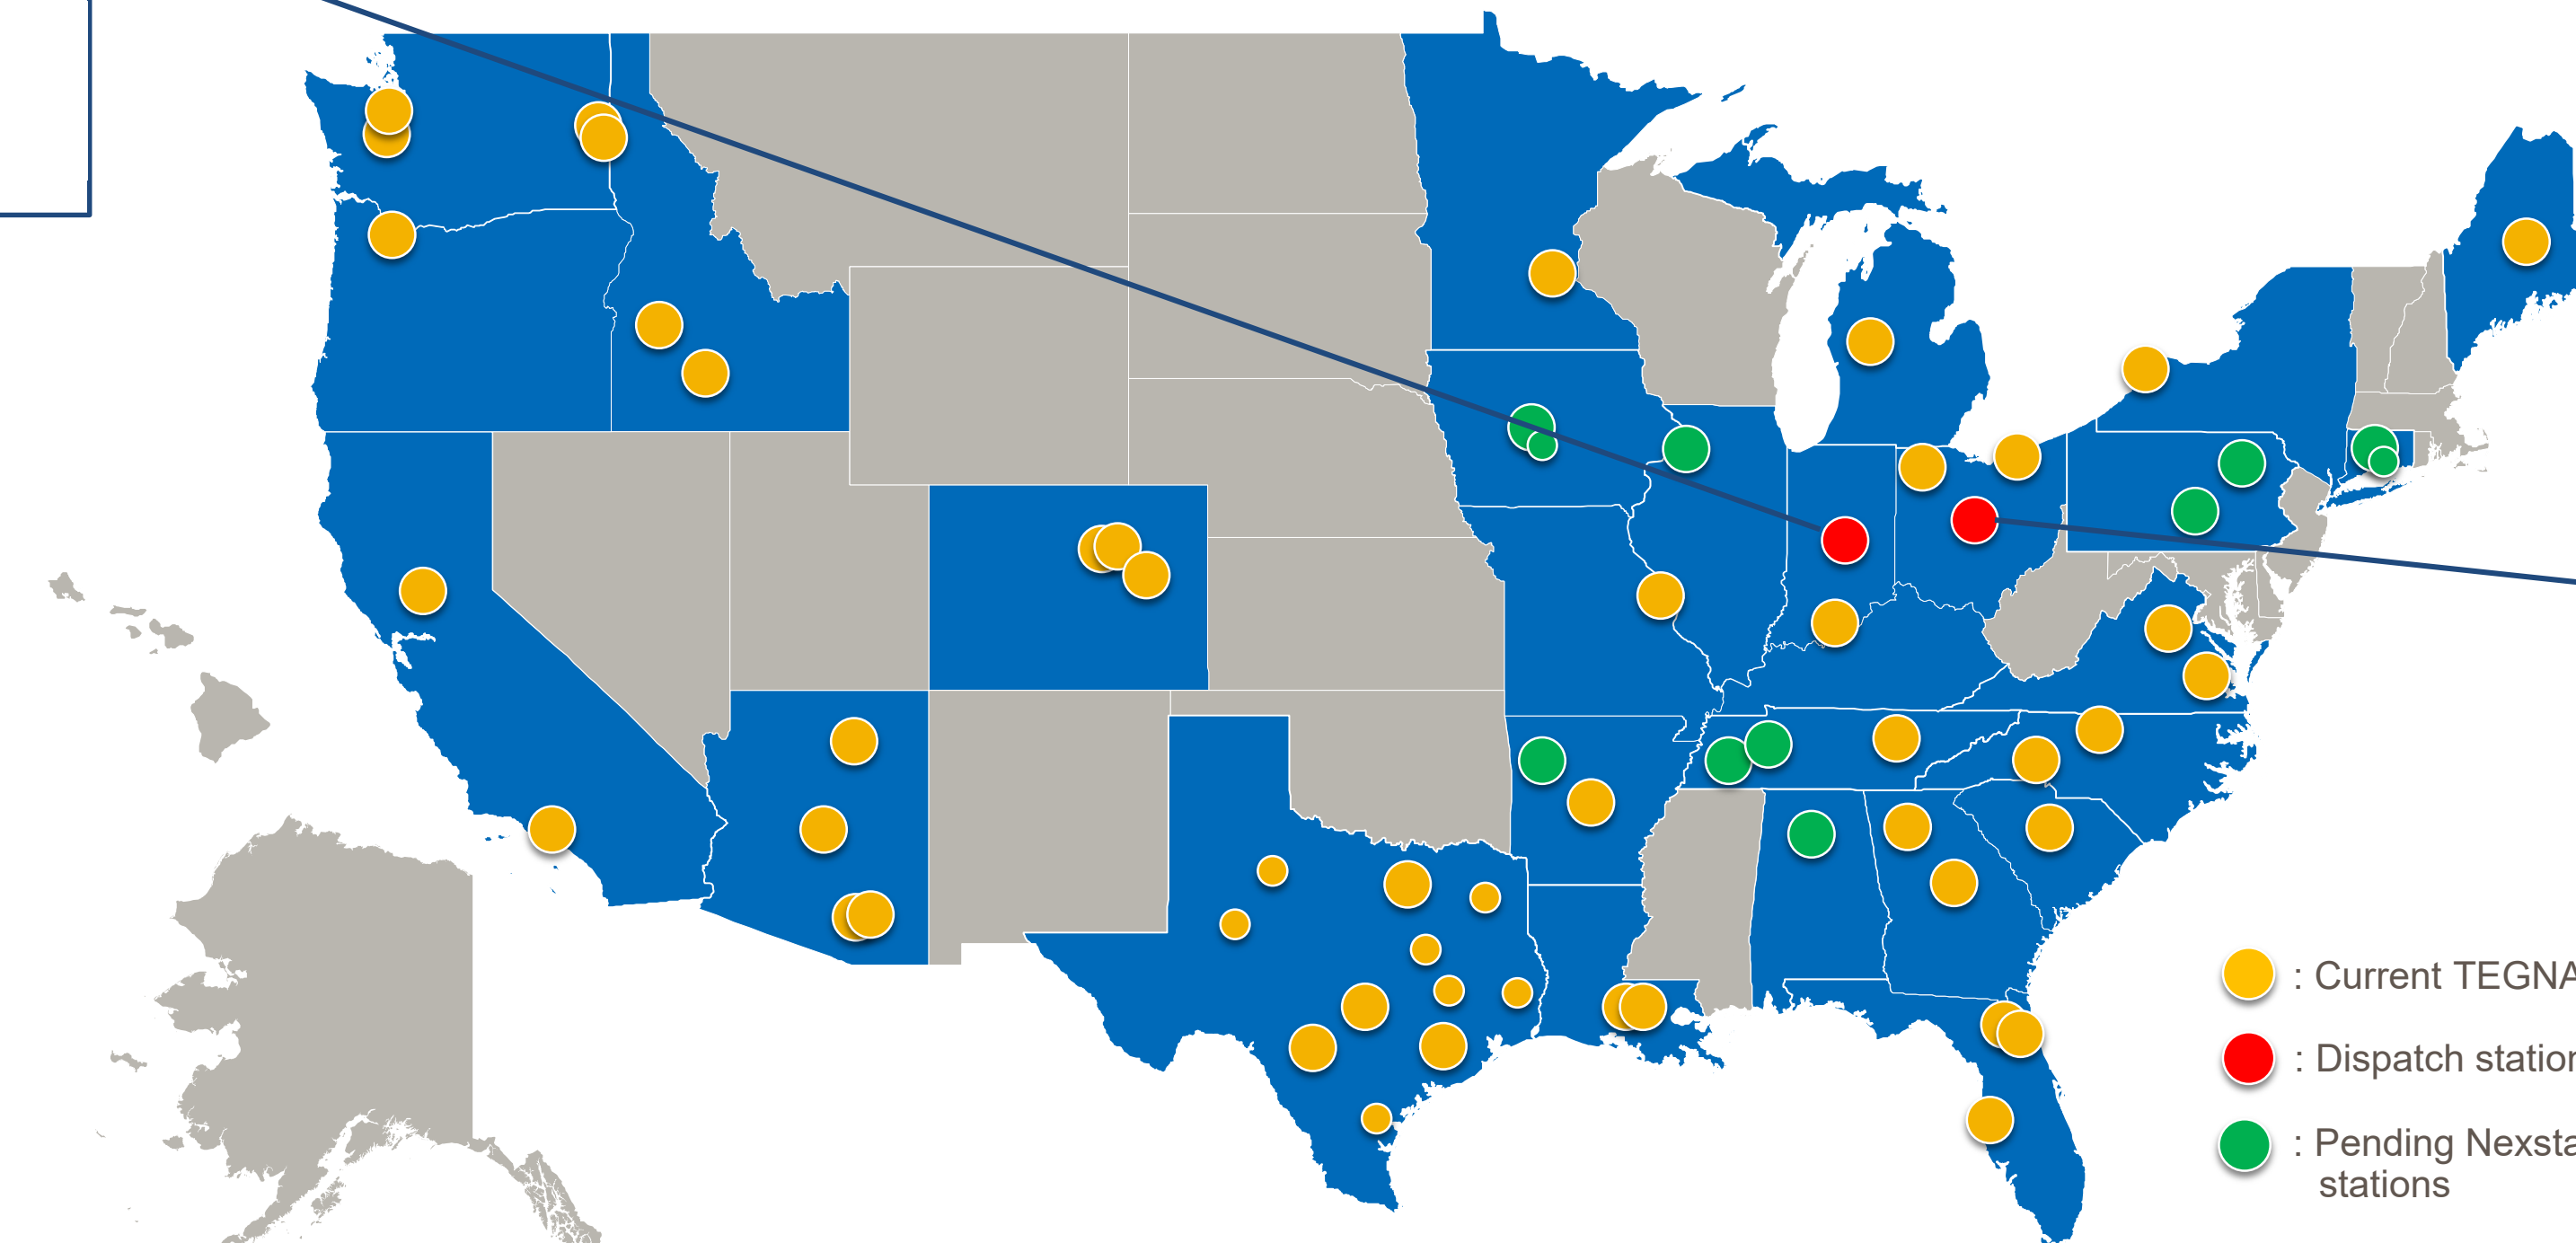 : Current TEGNA
: Dispatch station
: Pending Nexsta
stations